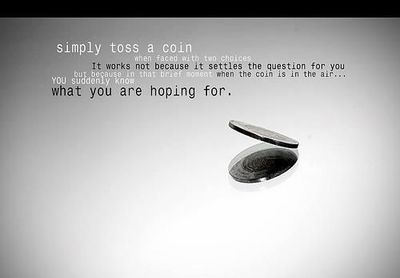 simply toss a coin
when faced with two choices
It works not because it settles the question for you
but because in that brief moment when the coin is in the air...
YOU suddenly know
what you are hoping for.